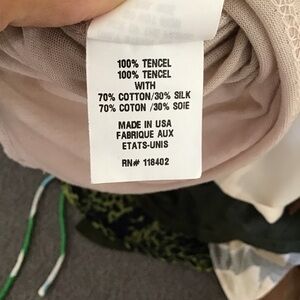 100% TENCEL
100% TENCEL
WITH
70% COTTON/30% SILK
70% COTON /30% SOIE
MADE IN USA
FABRIQUE AUX
ETATS-UNIS
RN# 118402